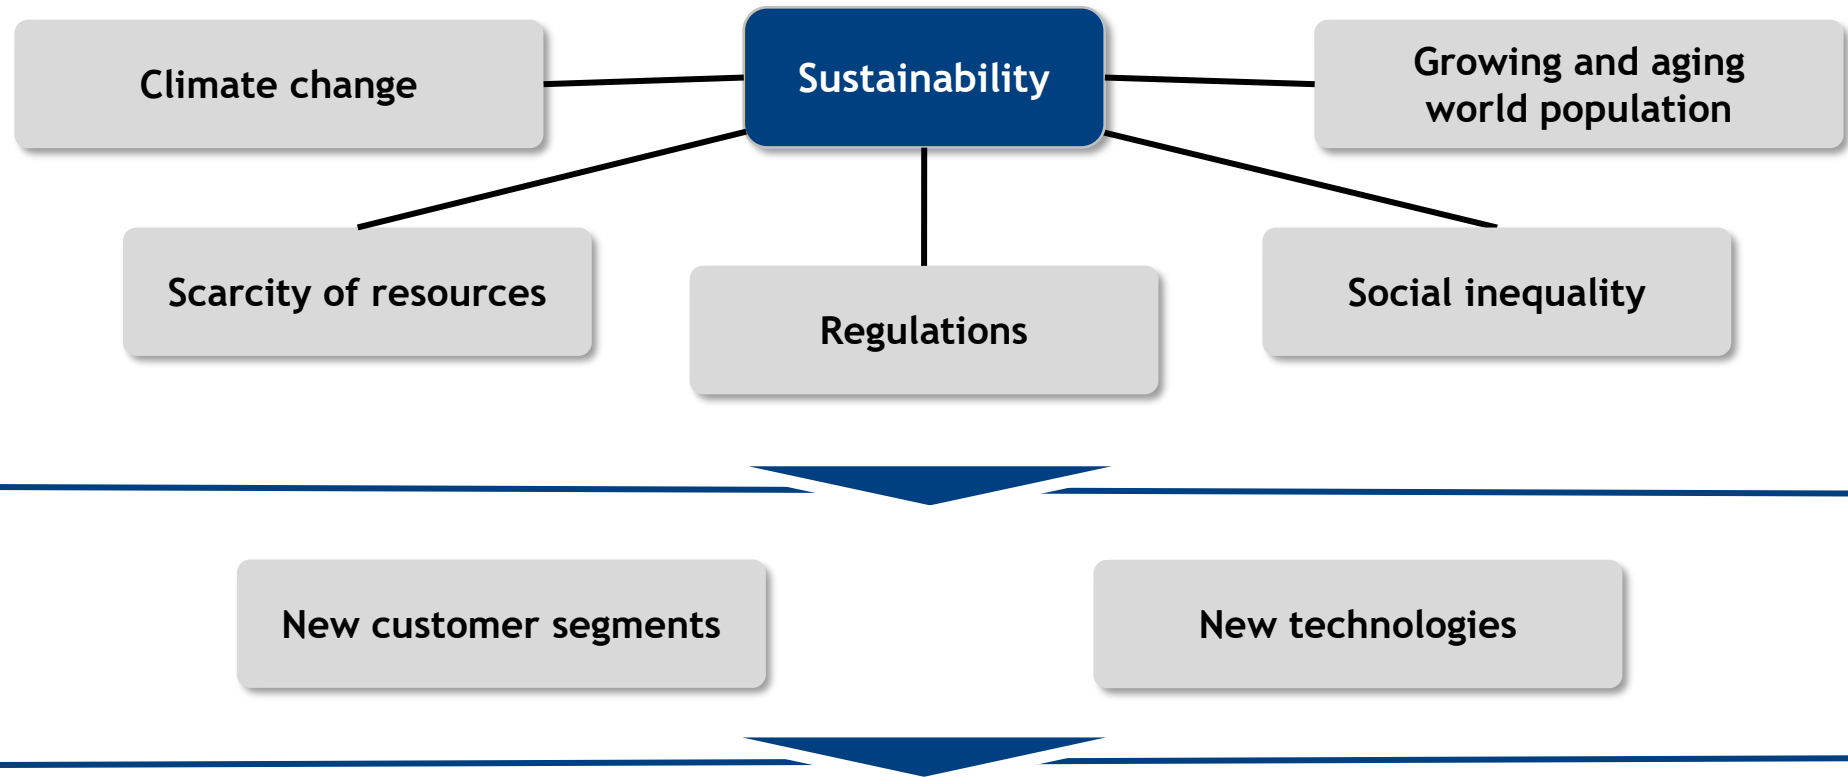 Climate change
Sustainability
Growing and aging
world population
Scarcity of resources
Regulations
Social inequality
New customer segments
New technologies